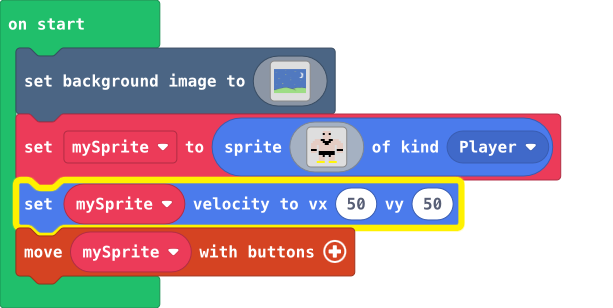 on start
set background image to
set mySprite to sprite of kind Player
set mySprite velocity to vx 50 vy 50
move mySprite with buttons